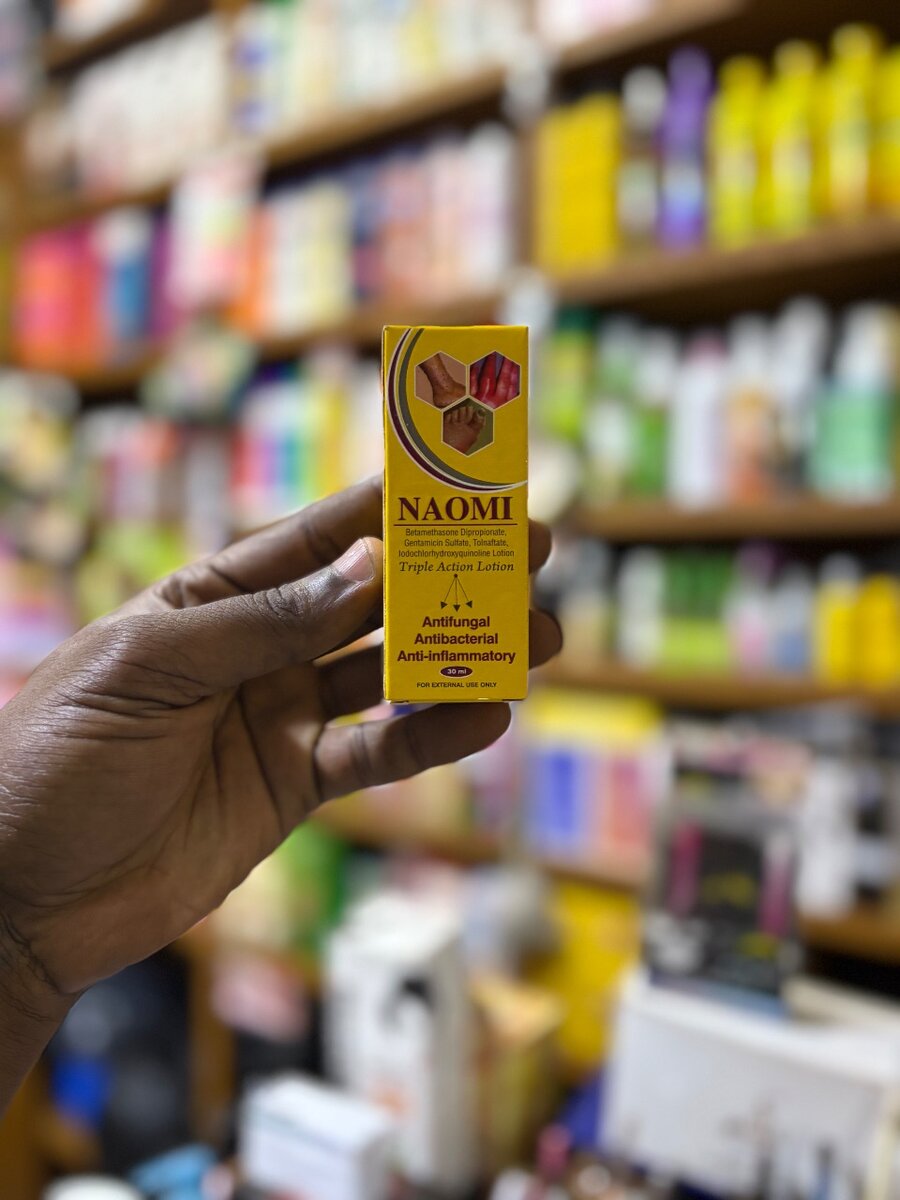 NAOMI
Betamethasone Dipropionate,
Gentamicin Sulfate, Tolnaftate,
Iodochlorhydroxyquinoline Lotion
Triple Action Lotion
Antifungal
Antibacterial
Anti-inflammatory
30 ml
FOR EXTERNAL USE ONLY